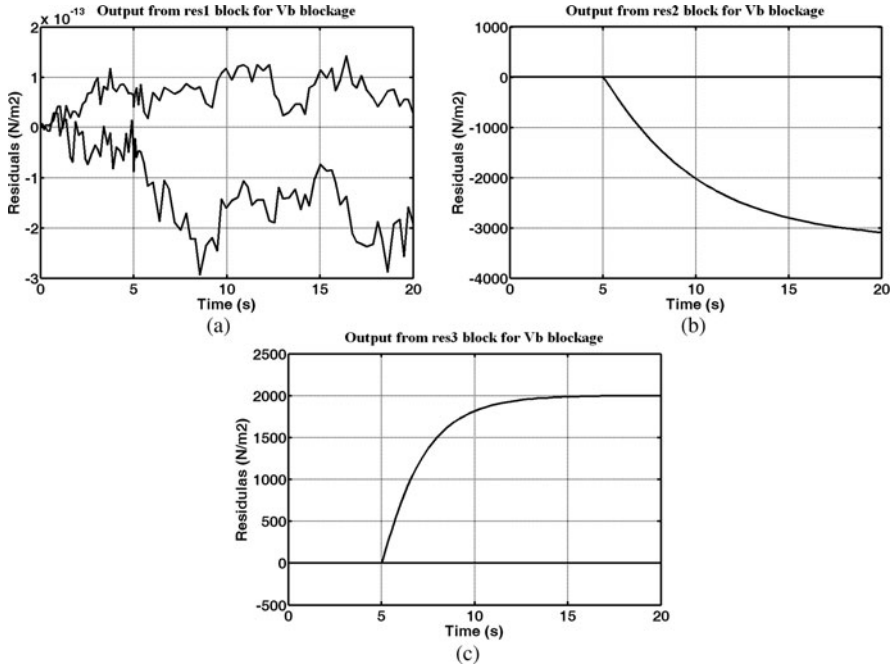 Output from res1 block for Vb blockage
2 x 10^-13
1
0
-1
-2
-3
Residuals (N/m2)
0 5 10 15 20
Time (s)
(a)
Output from res2 block for Vb blockage
1000
0
-1000
-2000
-3000
-4000
Residuals (N/m2)
0 5 10 15 20
Time (s)
(b)
Output from res3 block for Vb blockage
2500
2000
1500
1000
500
0
-500
Residulas (N/m2)
0 5 10 15 20
Time (s)
(c)